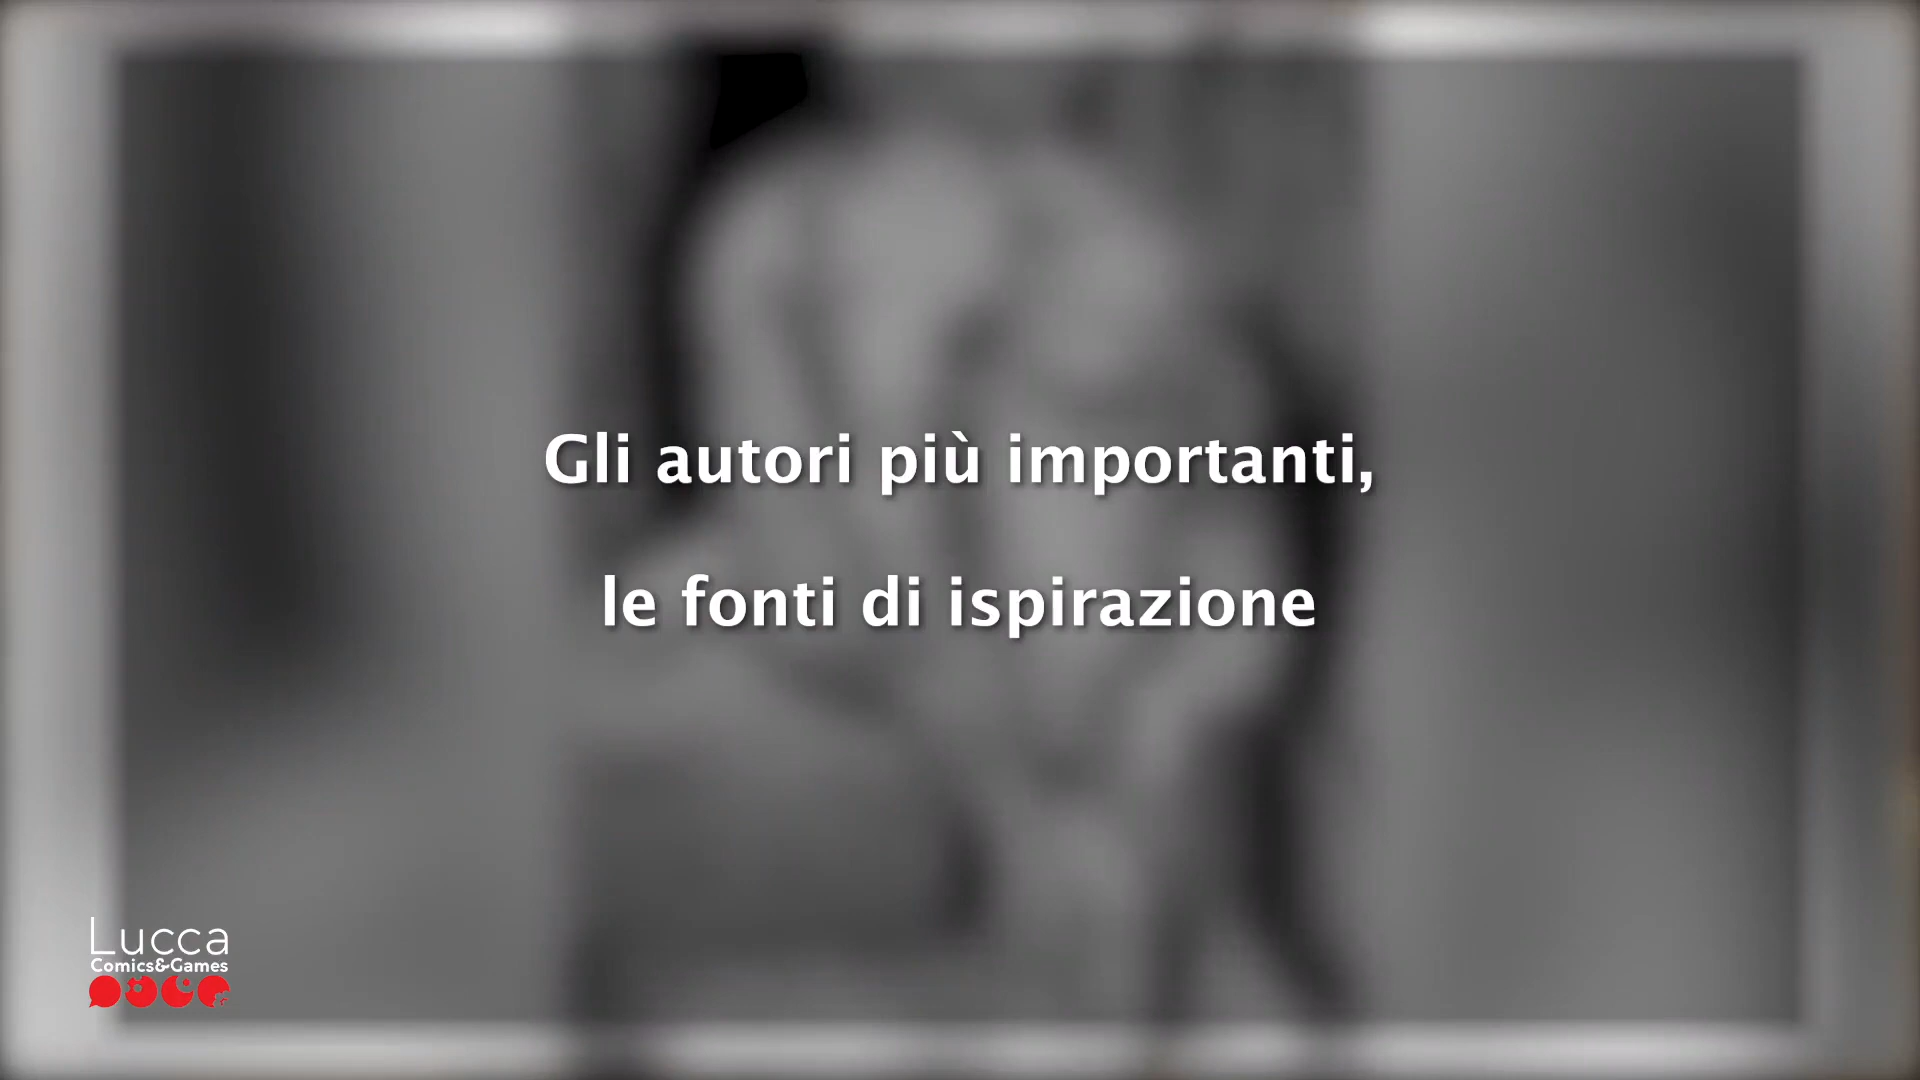 Gli autori più importanti,
le fonti di ispirazione
Lucca
Comics&Games